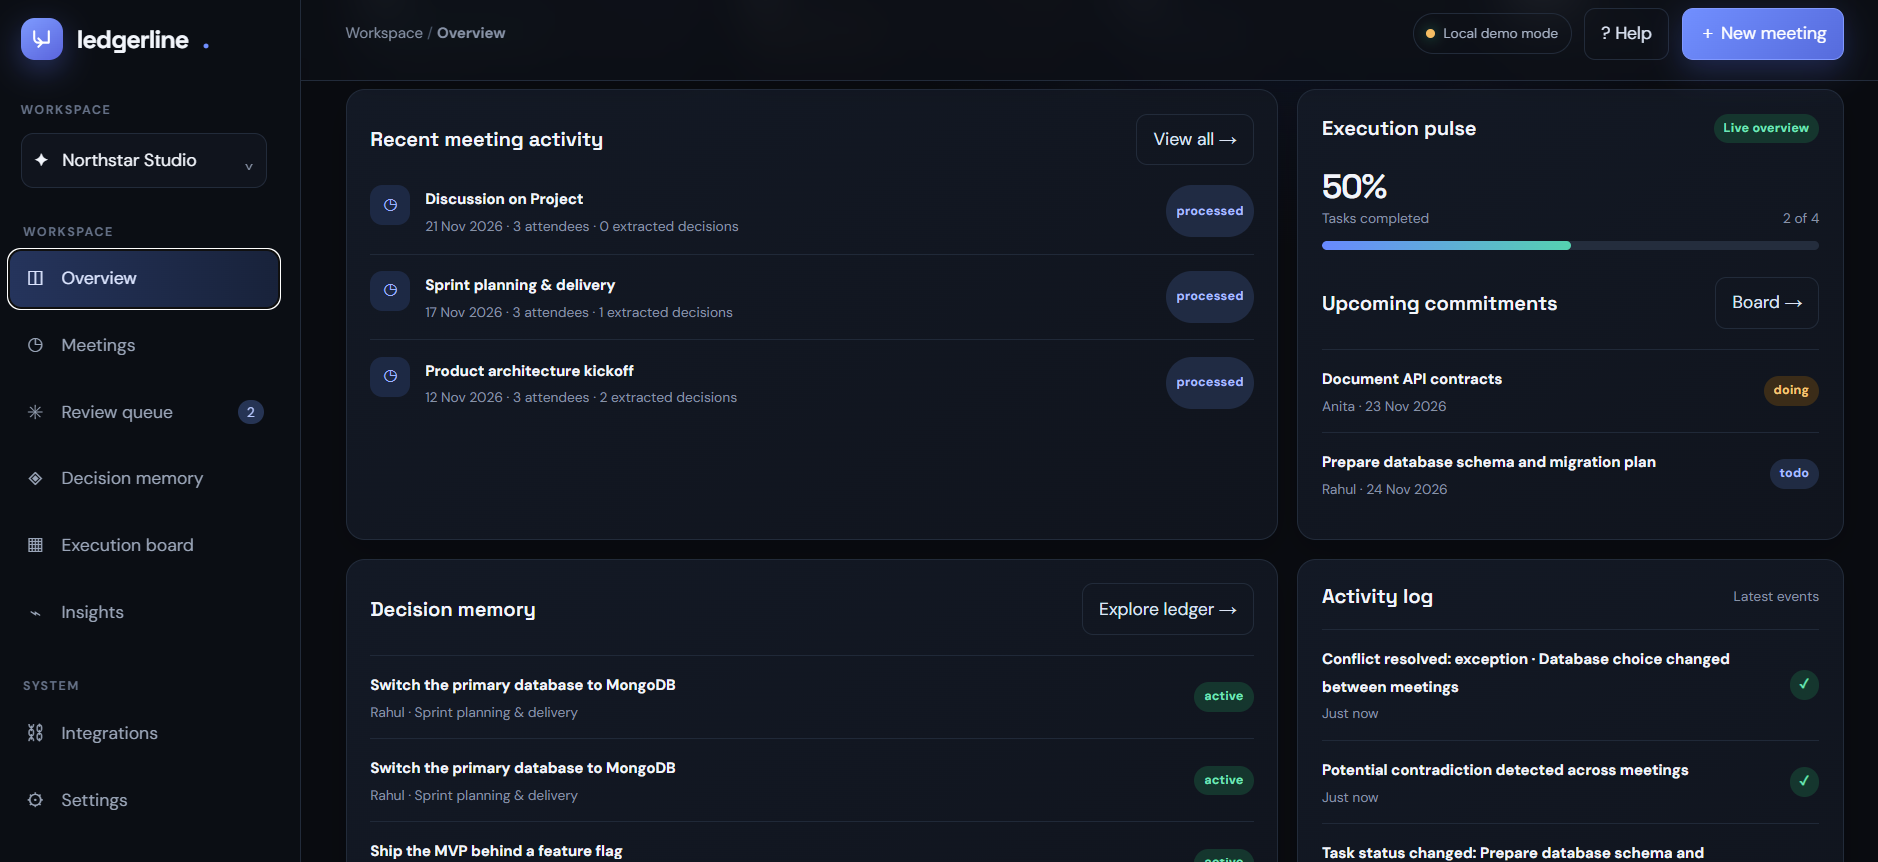 ledgerline .
WORKSPACE
Northstar Studio
WORKSPACE
Overview
Meetings
Review queue 2
Decision memory
Execution board
Insights
SYSTEM
Integrations
Settings
Workspace / Overview
Local demo mode
? Help
+ New meeting
Recent meeting activity
View all →
Discussion on Project
21 Nov 2026 · 3 attendees · 0 extracted decisions
processed
Sprint planning & delivery
17 Nov 2026 · 3 attendees · 1 extracted decisions
processed
Product architecture kickoff
12 Nov 2026 · 3 attendees · 2 extracted decisions
processed
Execution pulse
Live overview
50%
Tasks completed
2 of 4
Upcoming commitments
Board →
Document API contracts
Anita · 23 Nov 2026
doing
Prepare database schema and migration plan
Rahul · 24 Nov 2026
todo
Decision memory
Explore ledger →
Switch the primary database to MongoDB
Rahul · Sprint planning & delivery
active
Switch the primary database to MongoDB
Rahul · Sprint planning & delivery
active
Ship the MVP behind a feature flag
active
Activity log
Latest events
Conflict resolved: exception · Database choice changed
between meetings
Just now
Potential contradiction detected across meetings
Just now
Task status changed: Prepare database schema and